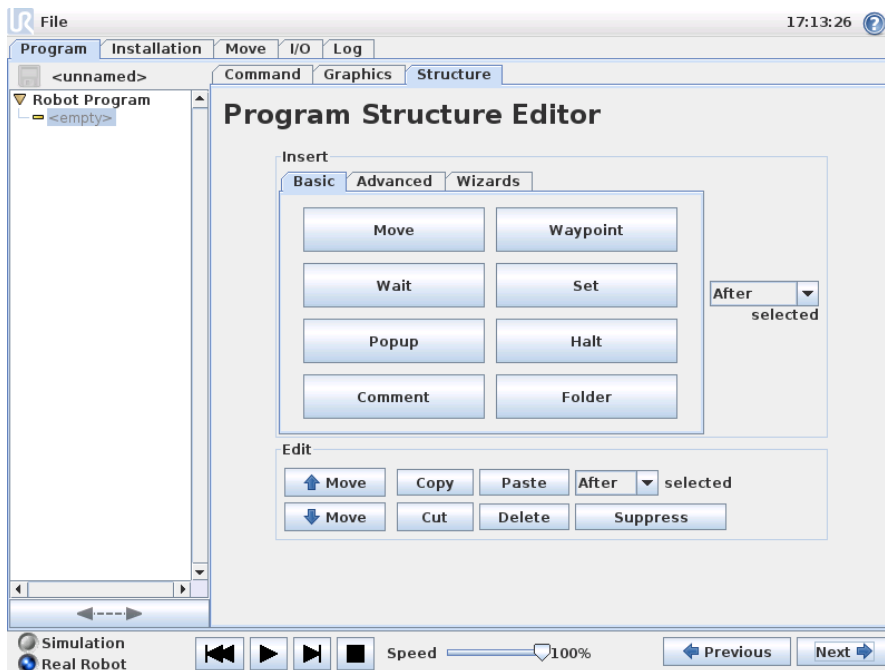 UR File 17:13:26 ?
Program Installation Move I/O Log
<unnamed>
Command Graphics Structure
Robot Program
<empty>
Program Structure Editor
Insert
Basic Advanced Wizards
Move Waypoint
Wait Set
After
selected
Popup Halt
Comment Folder
Edit
Move Copy Paste After selected
Move Cut Delete Suppress
Simulation
Real Robot
Speed 100%
Previous Next